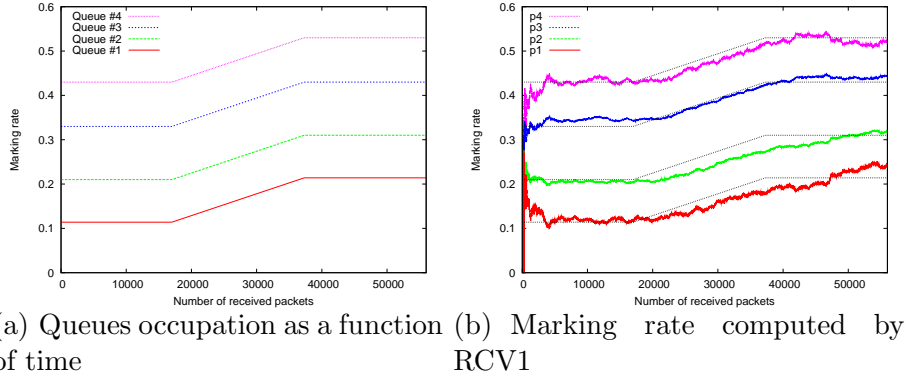 0.6
0.5
0.4
0.3
0.2
0.1
0
Marking rate
Queue #4
Queue #3
Queue #2
Queue #1
0 10000 20000 30000 40000 50000
Number of received packets
0.6
0.5
0.4
0.3
0.2
0.1
0
Marking rate
p4
p3
p2
p1
0 10000 20000 30000 40000 50000
Number of received packets
(a) Queues occupation as a function
of time
(b) Marking rate computed by
RCV1